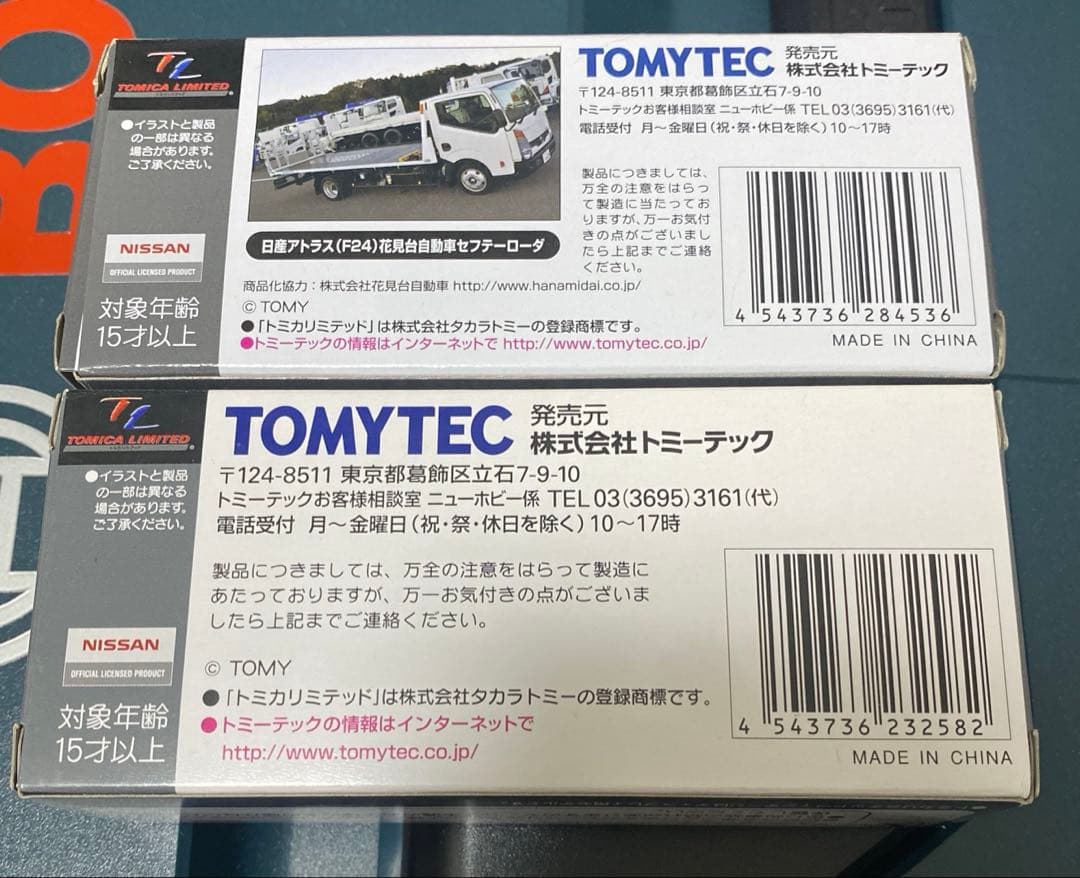 BO
TL
TOMICA LIMITED
●イラストと製品
の一部は異なる
場合があります。
ご了承ください。
NISSAN
OFFICIAL LICENSED PRODUCT
対象年齢
15才以上
日産アトラス(F24)花見台自動車セフテーローダ
商品化協力：株式会社花見台自動車 http://www.hanamidai.co.jp/
© TOMY
●「トミカリミテッド」は株式会社タカラトミーの登録商標です。
●トミーテックの情報はインターネットで http://www.tomytec.co.jp/
TOMYTEC 発売元
株式会社トミーテック
〒124-8511 東京都葛飾区立石7-9-10
トミーテックお客様相談室 ニューホビー係 TEL 03(3695)3161(代)
電話受付 月〜金曜日(祝・祭・休日を除く)10〜17時
製品につきましては、
万全の注意をはらっ
て製造に当たってお
りますが、万一お気付
きの点がございまし
たら上記までご連絡
ください。
4 543736 284536
MADE IN CHINA
TL
TOMICA LIMITED
●イラストと製品
の一部は異なる
場合があります。
ご了承ください。
NISSAN
OFFICIAL LICENSED PRODUCT
対象年齢
15才以上
TOMYTEC 発売元
株式会社トミーテック
〒124-8511 東京都葛飾区立石7-9-10
トミーテックお客様相談室 ニューホビー係 TEL 03(3695)3161(代)
電話受付 月〜金曜日(祝・祭・休日を除く)10〜17時
製品につきましては、万全の注意をはらって製造に
あたっておりますが、万一お気付きの点がございま
したら上記までご連絡ください。
© TOMY
●「トミカリミテッド」は株式会社タカラトミーの登録商標です。
●トミーテックの情報はインターネットで
http://www.tomytec.co.jp/
4 543736 232582
MADE IN CHINA